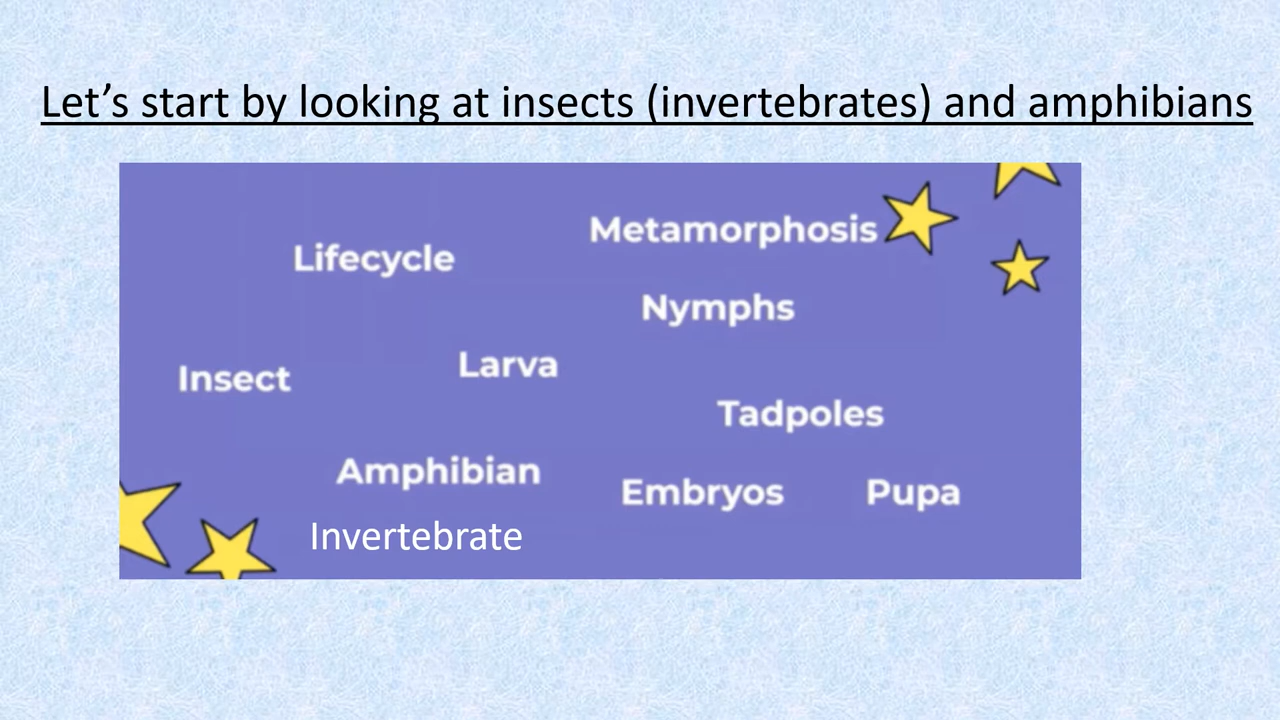 Let’s start by looking at insects (invertebrates) and amphibians
Metamorphosis
Lifecycle
Nymphs
Larva
Insect
Tadpoles
Amphibian
Embryos
Pupa
Invertebrate